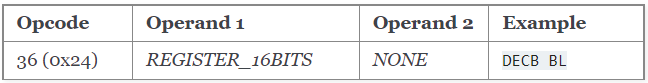 Opcode Operand 1 Operand 2 Example
36 (0x24) REGISTER_16BITS NONE DECB BL